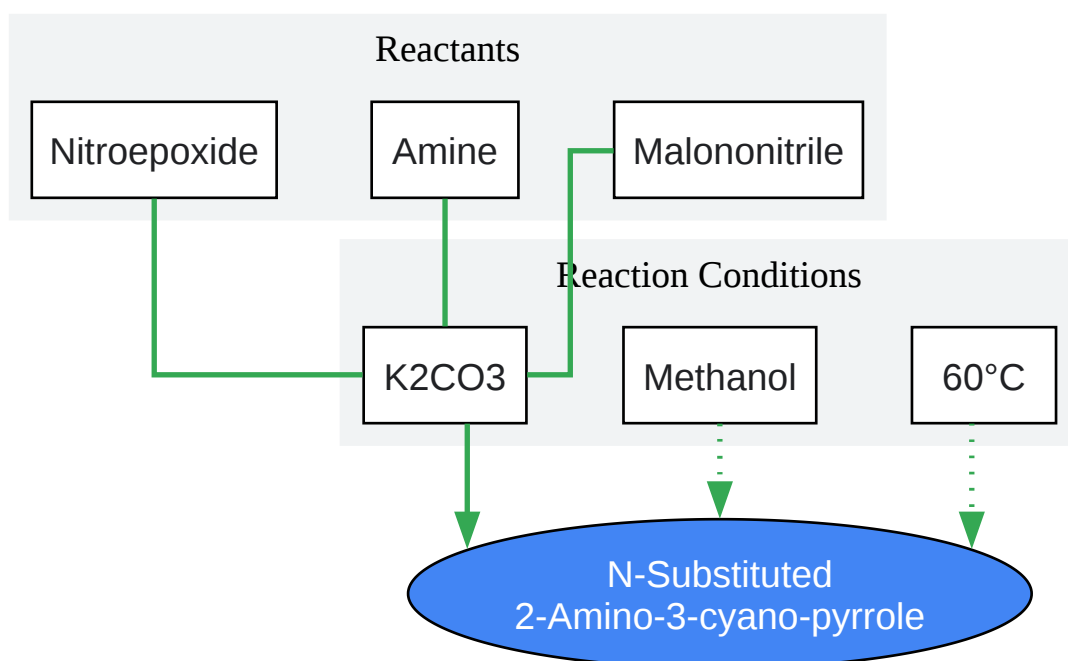 Reactants
Nitroepoxide
Amine
Malononitrile
Reaction Conditions
K2CO3
Methanol
60°C
N-Substituted
2-Amino-3-cyano-pyrrole